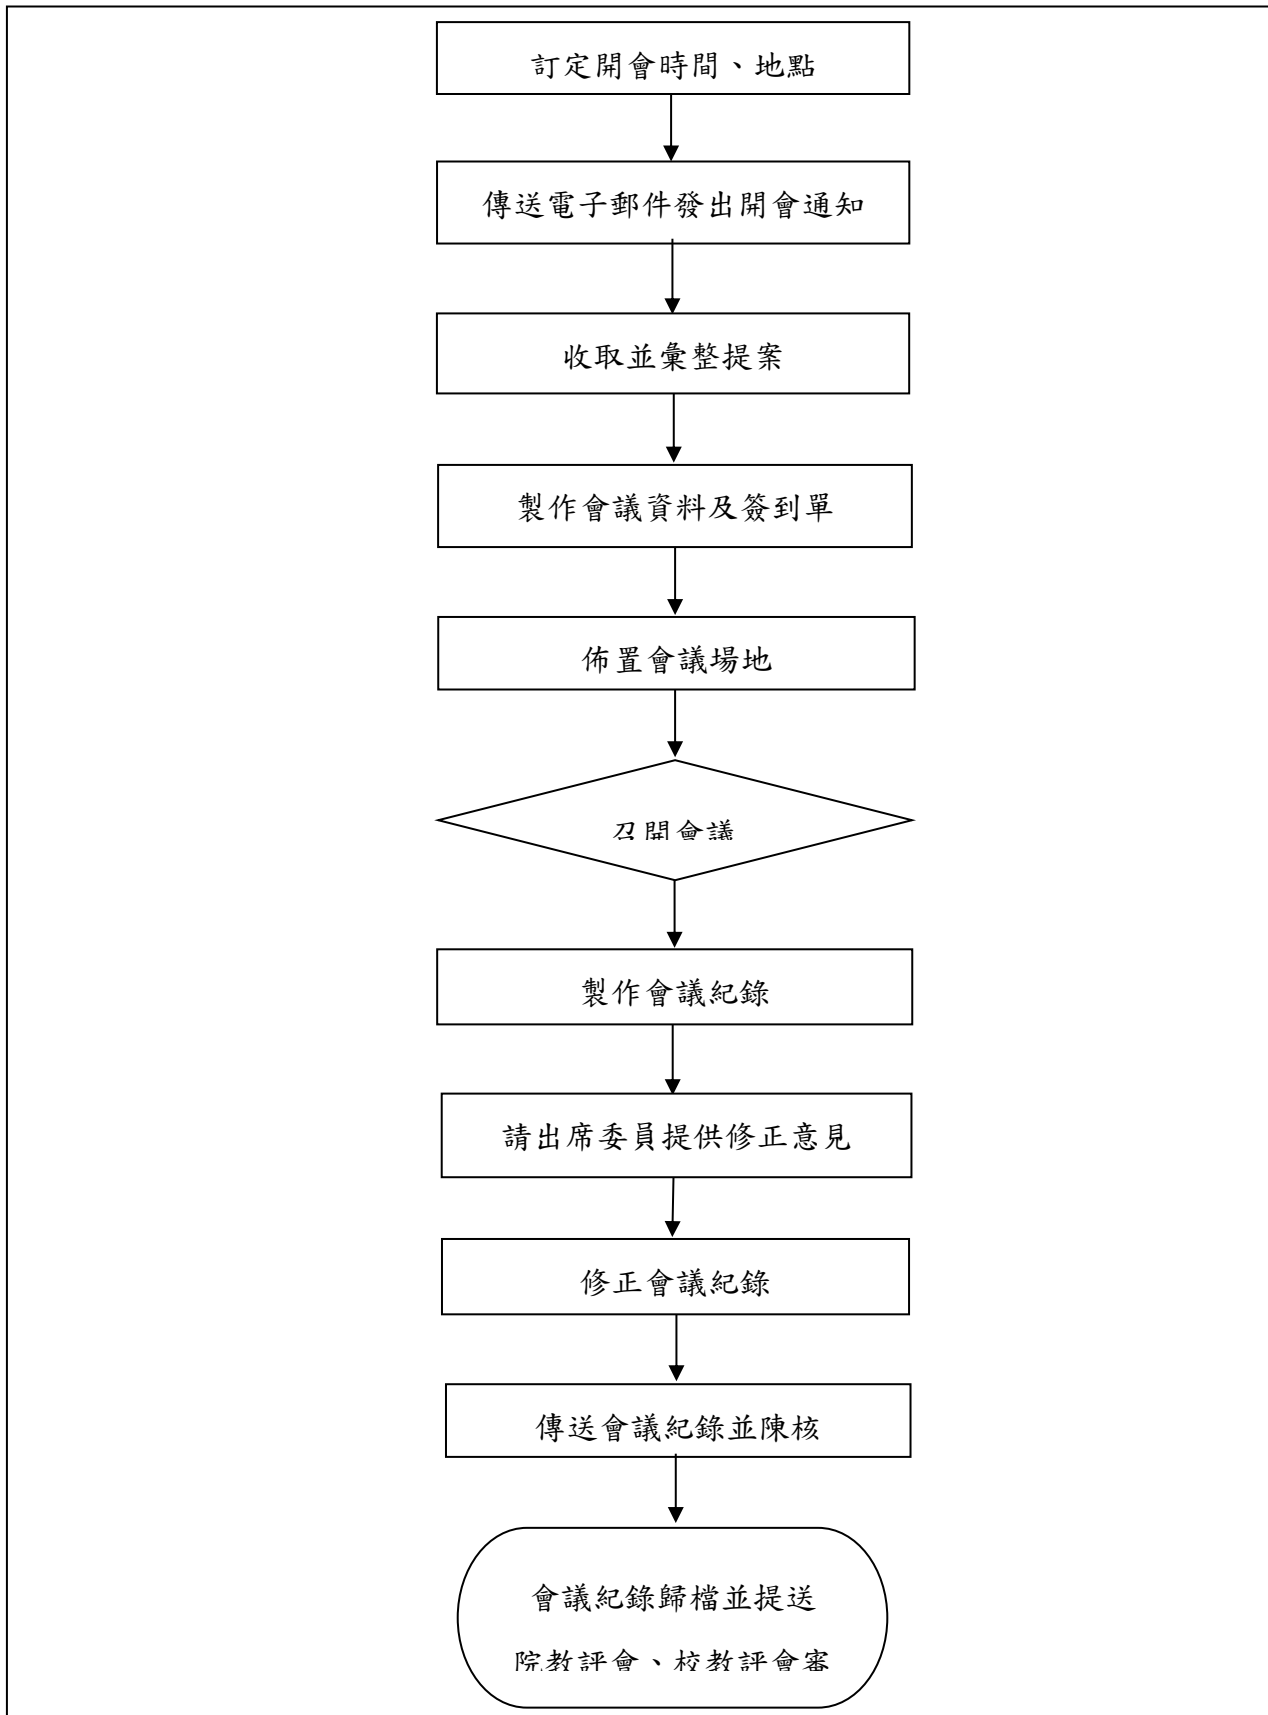 訂定開會時間、地點
傳送電子郵件發出開會通知
收取並彙整提案
製作會議資料及簽到單
佈置會議場地
召開會議
製作會議紀錄
請出席委員提供修正意見
修正會議紀錄
傳送會議紀錄並陳核
會議紀錄歸檔並提送
院教評會、校教評會審